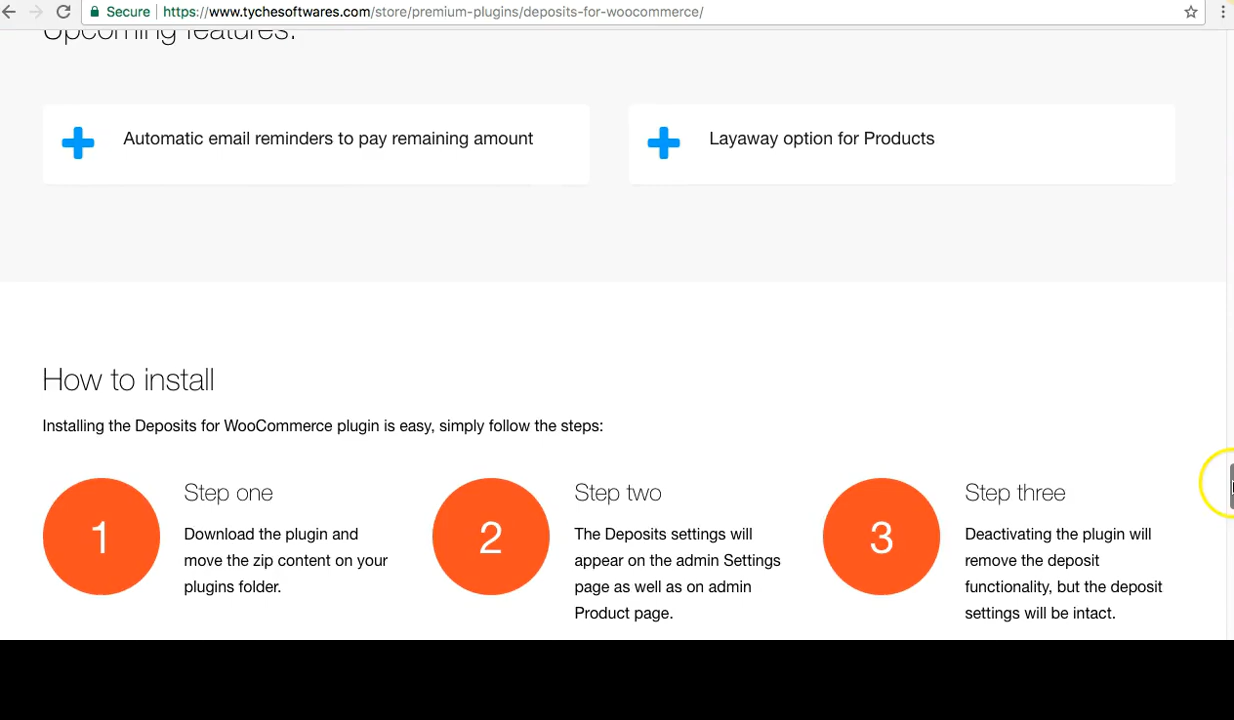 Secure https://www.tychesoftwares.com/store/premium-plugins/deposits-for-woocommerce/
Upcoming features:
Automatic email reminders to pay remaining amount
Layaway option for Products
How to install
Installing the Deposits for WooCommerce plugin is easy, simply follow the steps:
1
Step one
Download the plugin and
move the zip content on your
plugins folder.
2
Step two
The Deposits settings will
appear on the admin Settings
page as well as on admin
Product page.
3
Step three
Deactivating the plugin will
remove the deposit
functionality, but the deposit
settings will be intact.